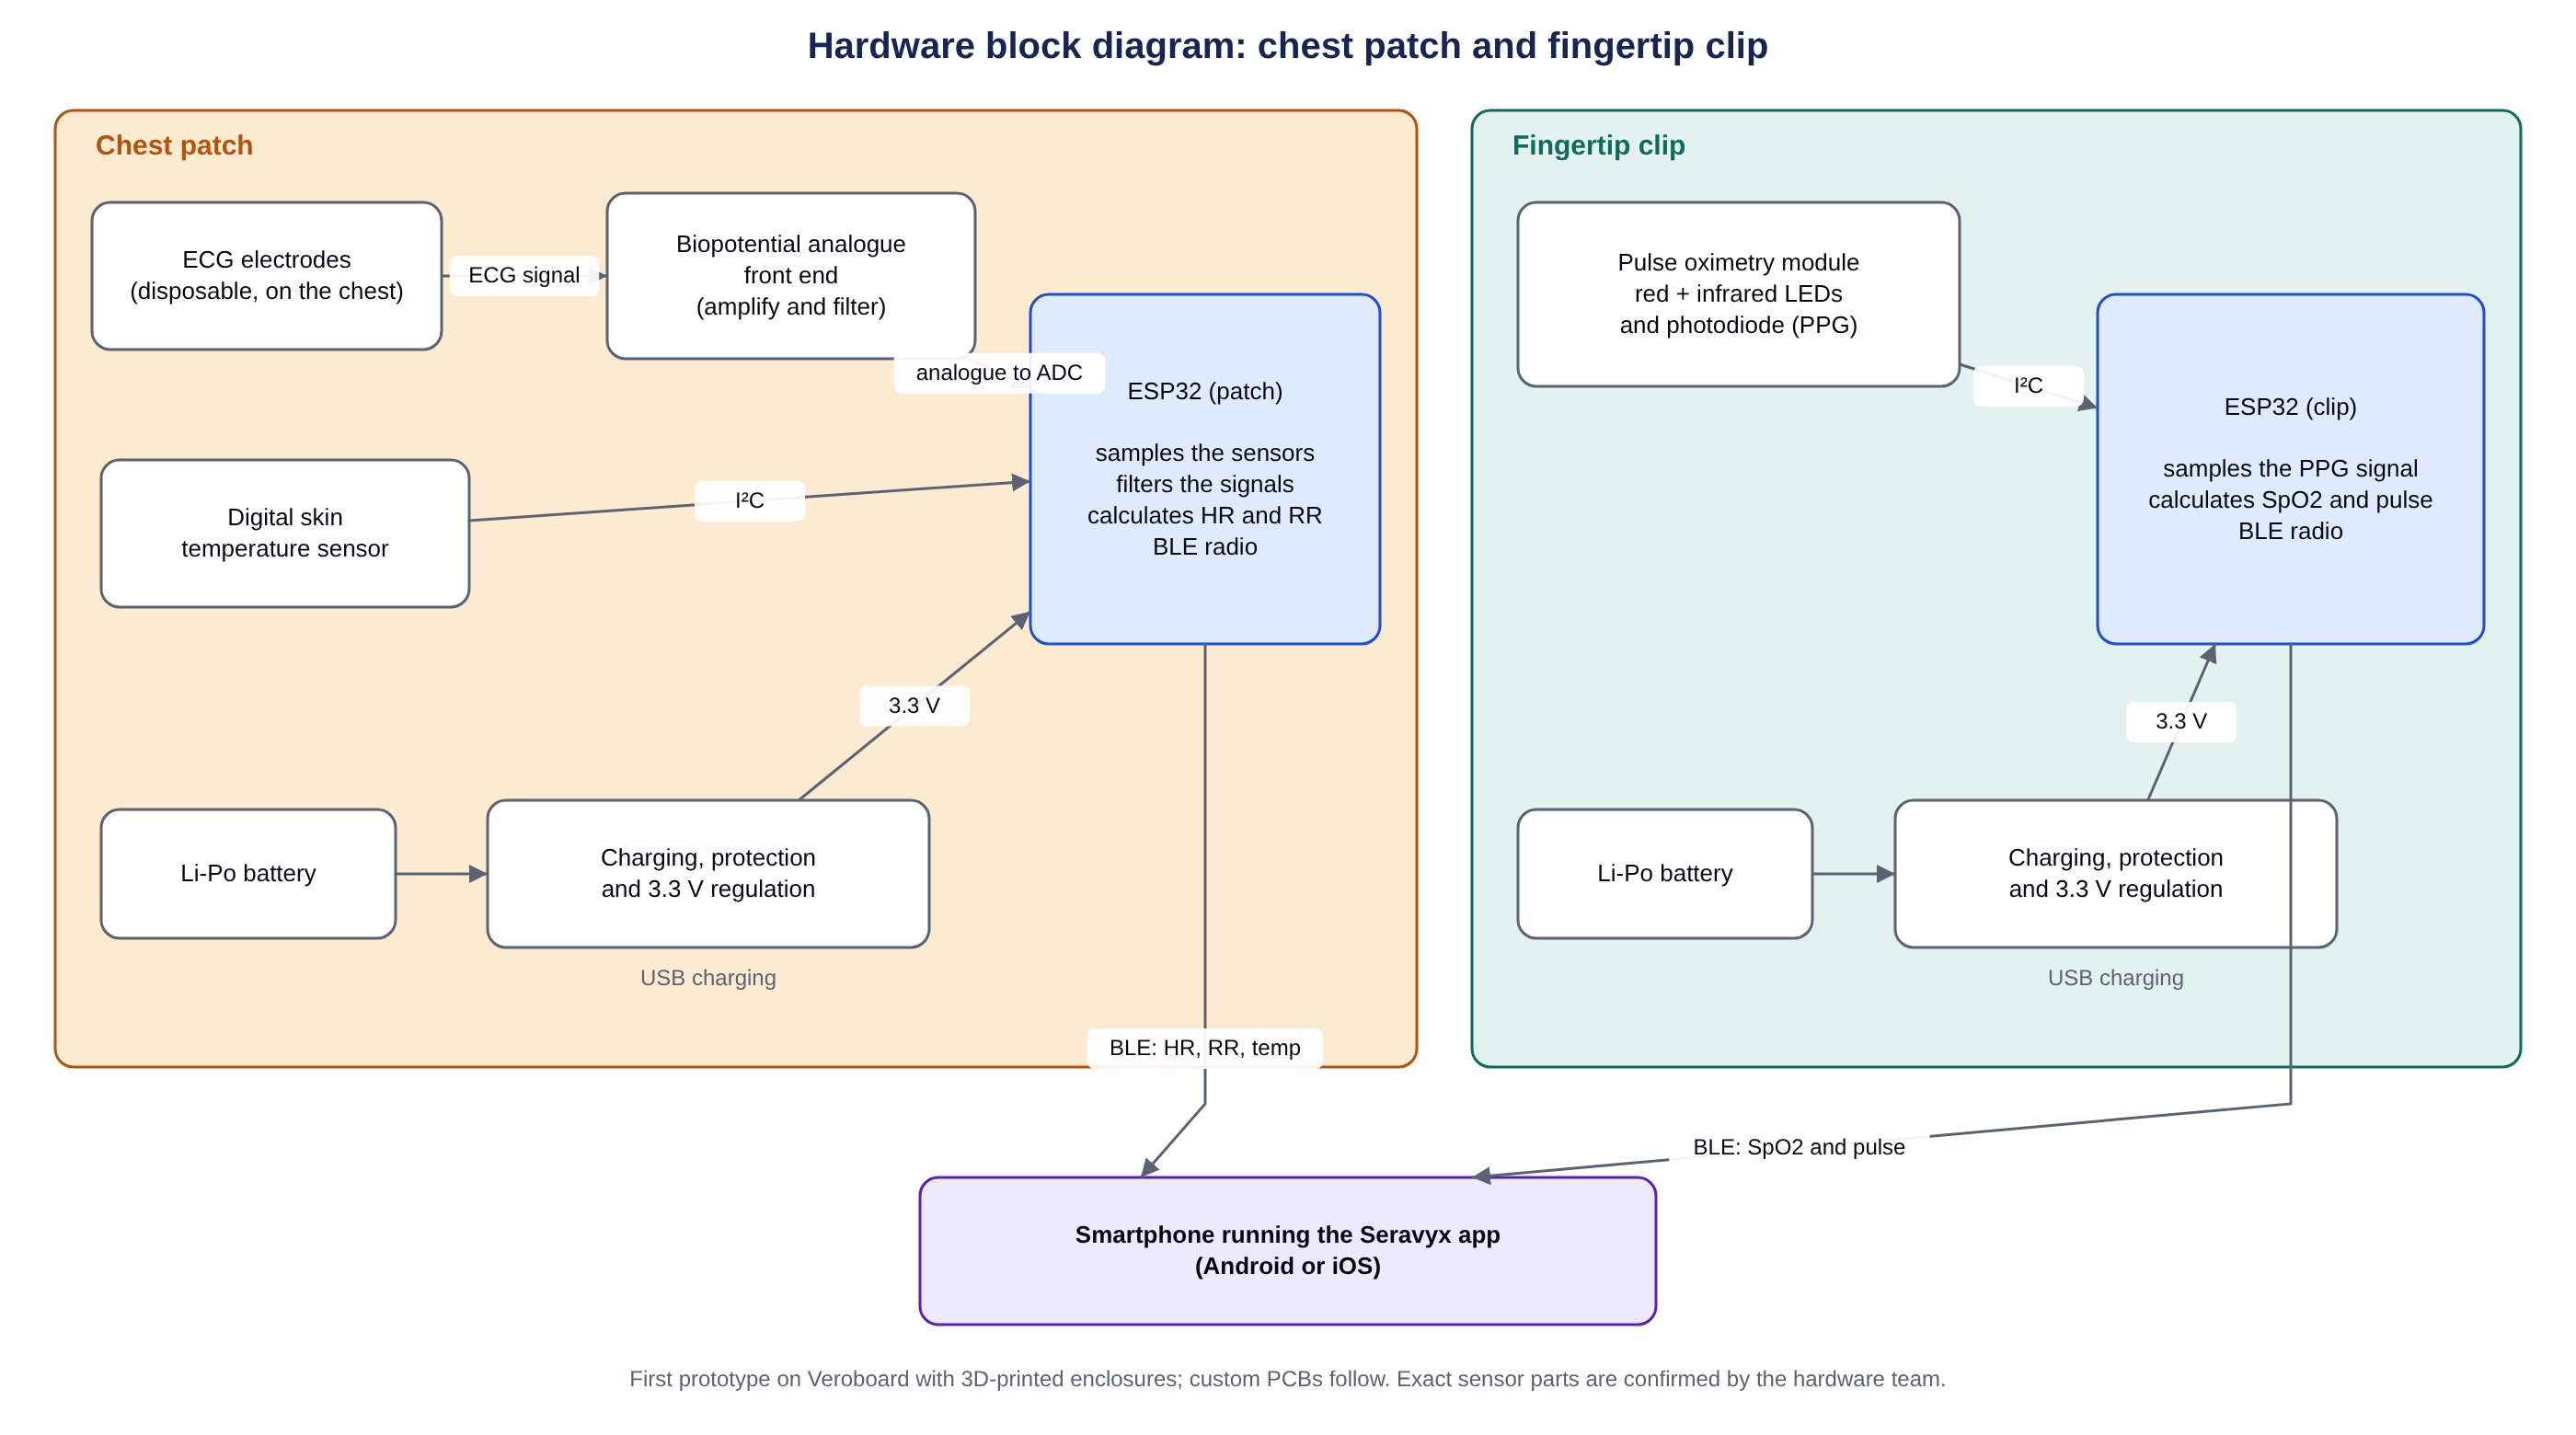 Hardware block diagram: chest patch and fingertip clip
Chest patch
ECG electrodes
(disposable, on the chest)
ECG signal
Biopotential analogue
front end
(amplify and filter)
analogue to ADC
ESP32 (patch)
samples the sensors
filters the signals
calculates HR and RR
BLE radio
Digital skin
temperature sensor
I²C
3.3 V
Li-Po battery
Charging, protection
and 3.3 V regulation
USB charging
BLE: HR, RR, temp
Fingertip clip
Pulse oximetry module
red + infrared LEDs
and photodiode (PPG)
I²C
ESP32 (clip)
samples the PPG signal
calculates SpO2 and pulse
BLE radio
3.3 V
Li-Po battery
Charging, protection
and 3.3 V regulation
USB charging
BLE: SpO2 and pulse
Smartphone running the Seravyx app
(Android or iOS)
First prototype on Veroboard with 3D-printed enclosures; custom PCBs follow. Exact sensor parts are confirmed by the hardware team.